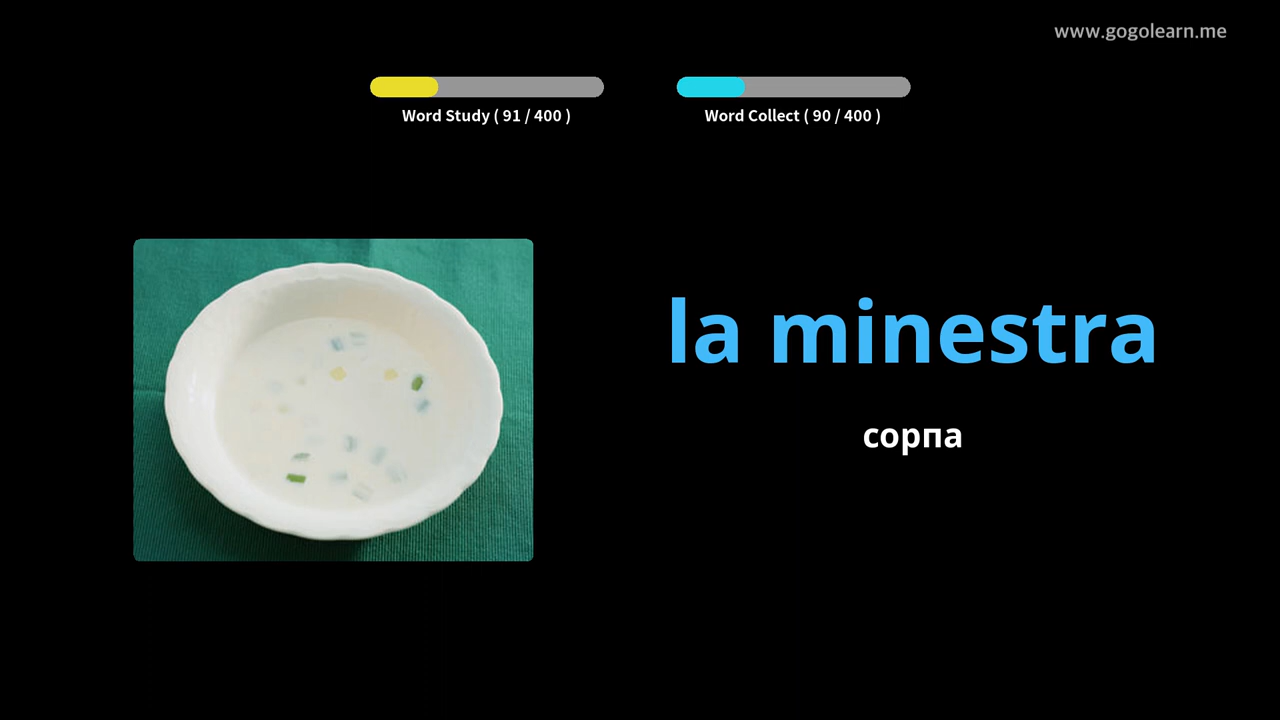 www.gogolearn.me
Word Study ( 91 / 400 )
Word Collect ( 90 / 400 )
la minestra
сорпа